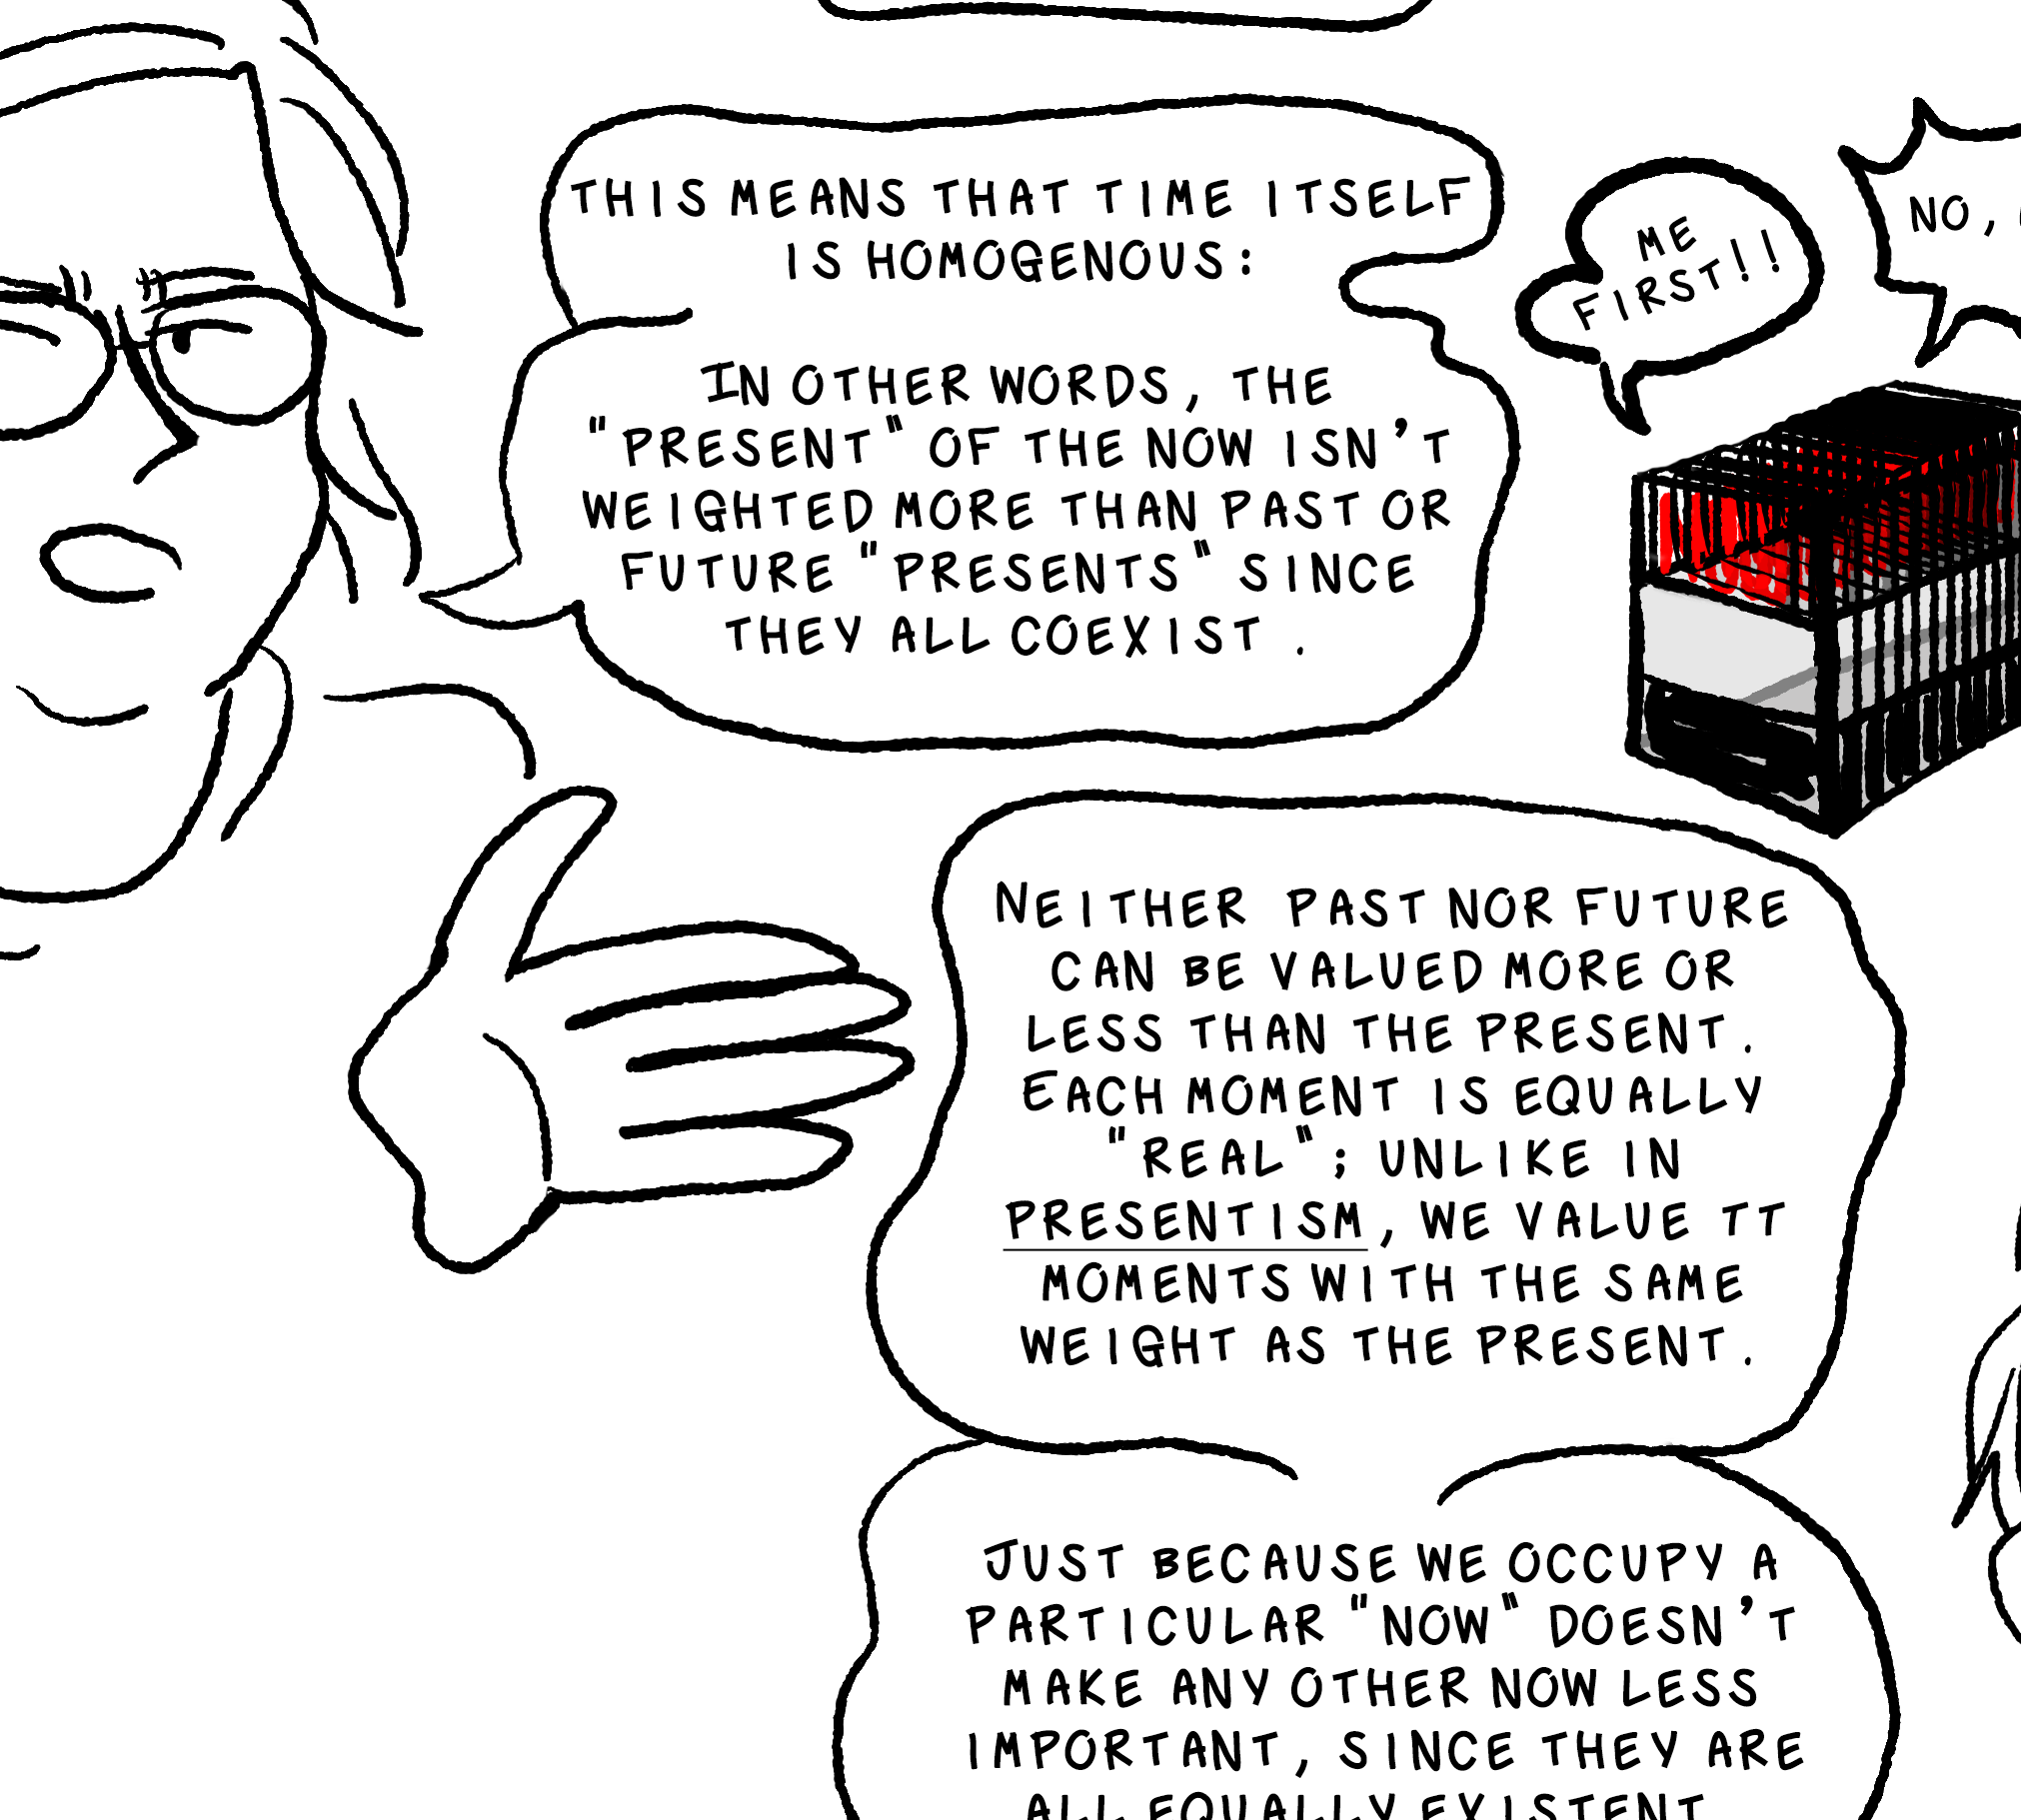 THIS MEANS THAT TIME ITSELF
IS HOMOGENOUS:
IN OTHER WORDS, THE
"PRESENT" OF THE NOW ISN'T
WEIGHTED MORE THAN PAST OR
FUTURE "PRESENTS" SINCE
THEY ALL COEXIST .
ME
FIRST!!
NO,
NEITHER PAST NOR FUTURE
CAN BE VALUED MORE OR
LESS THAN THE PRESENT.
EACH MOMENT IS EQUALLY
"REAL"; UNLIKE IN
PRESENTISM, WE VALUE TT
MOMENTS WITH THE SAME
WEIGHT AS THE PRESENT.
JUST BECAUSE WE OCCUPY A
PARTICULAR "NOW" DOESN'T
MAKE ANY OTHER NOW LESS
IMPORTANT, SINCE THEY ARE
ALL EQUALLY EXISTENT